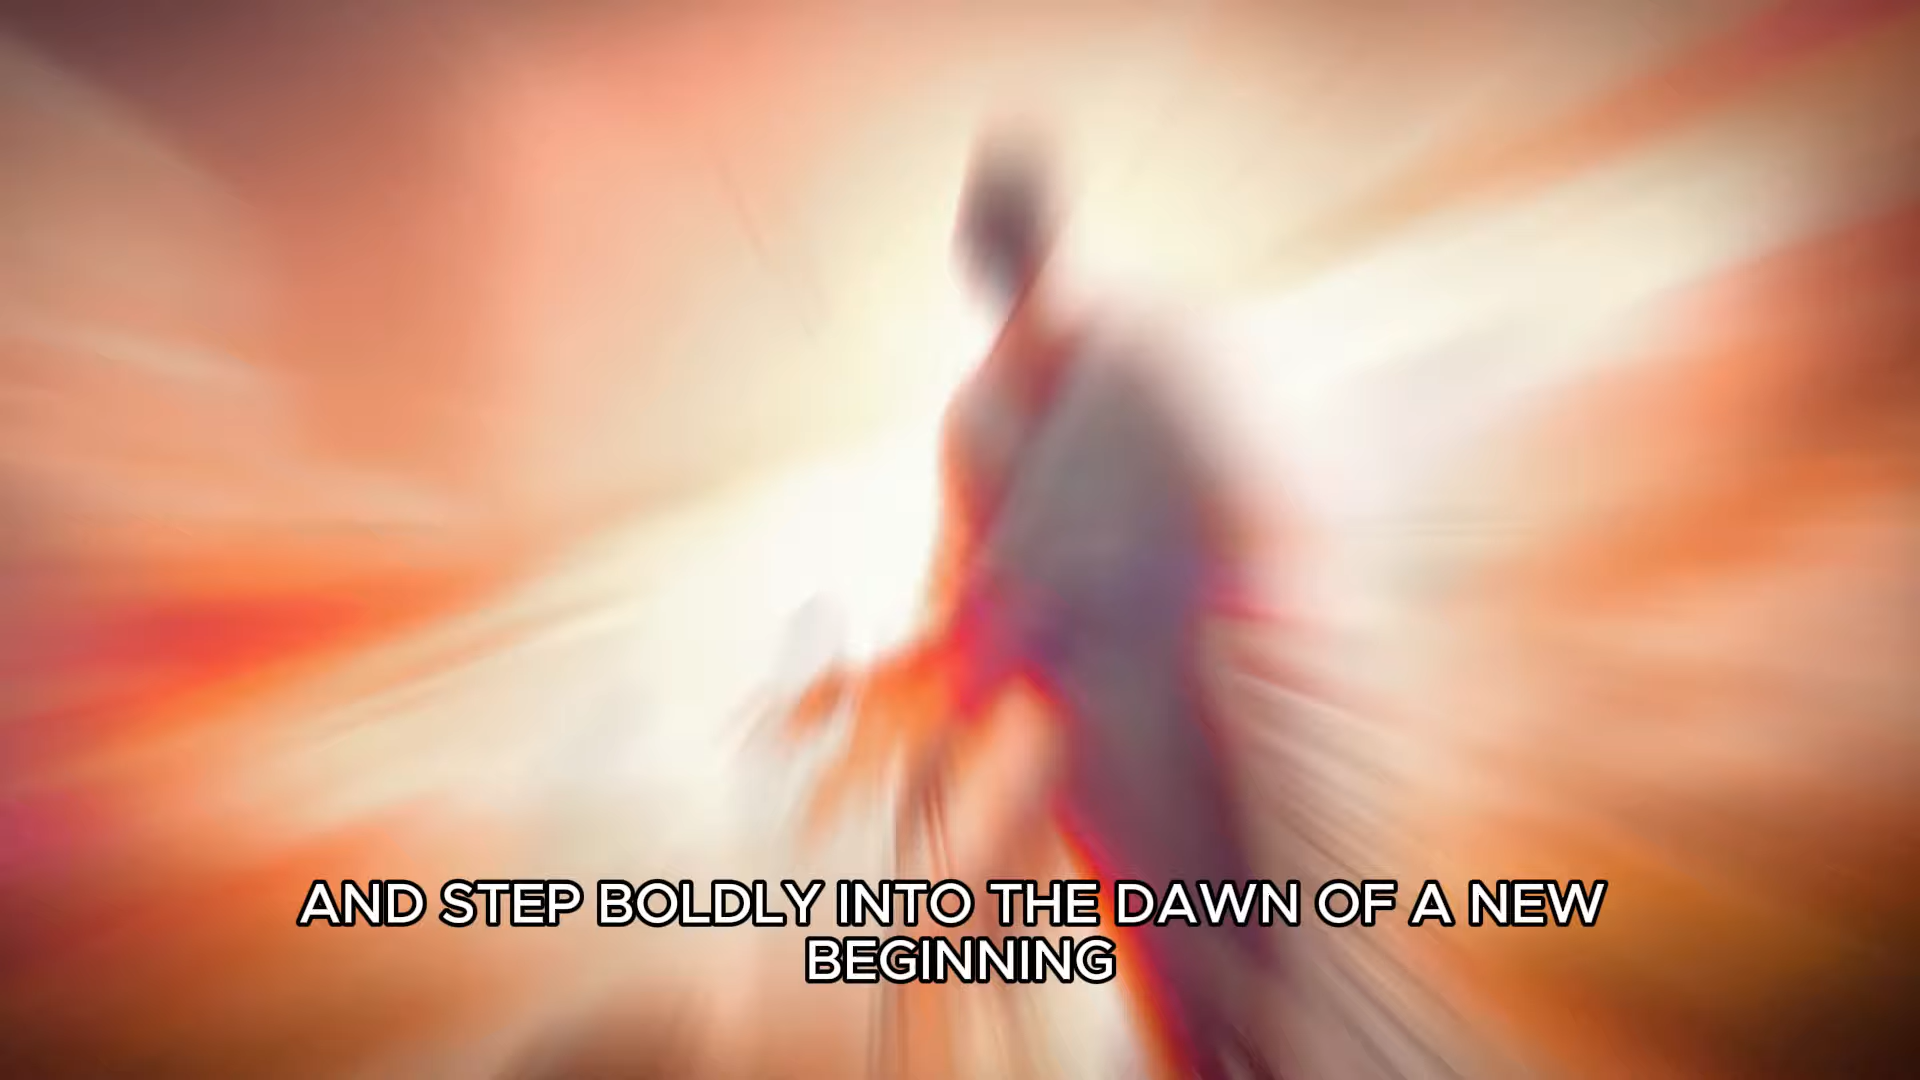 AND STEP BOLDLY INTO THE DAWN OF A NEW
BEGINNING